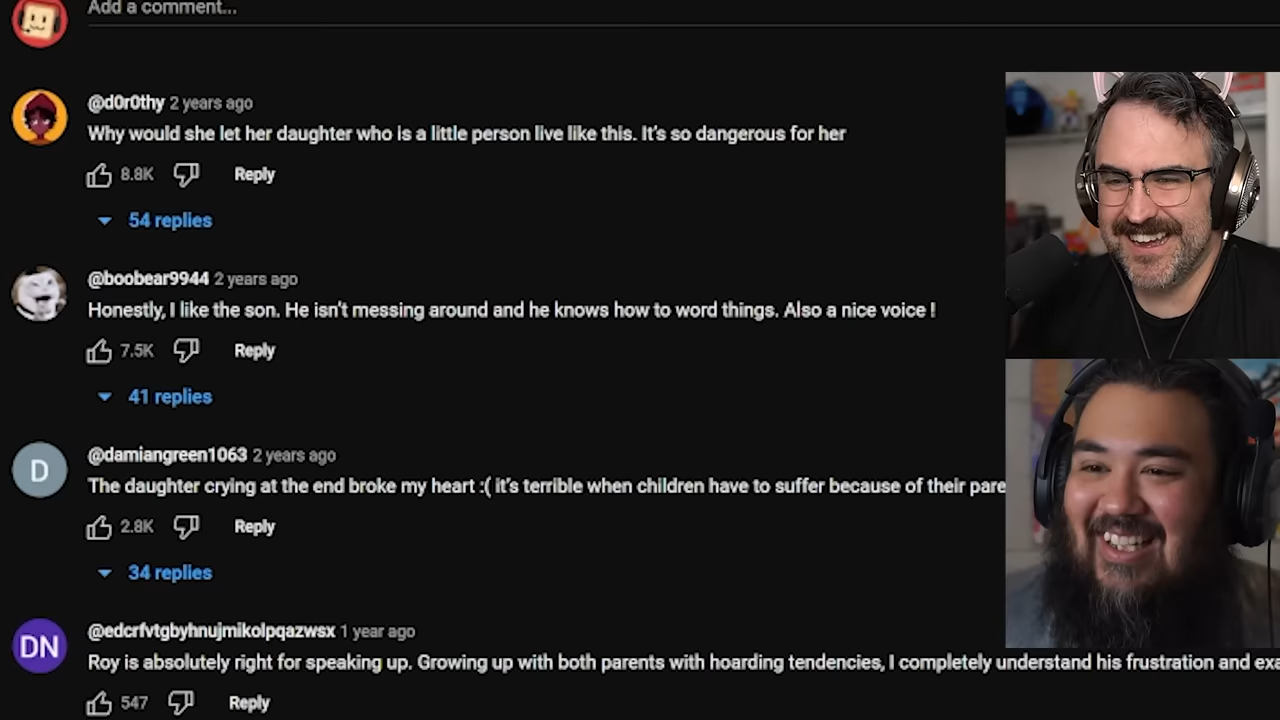 Add a comment...
@d0r0thy 2 years ago
Why would she let her daughter who is a little person live like this. It's so dangerous for her
8.8K Reply
54 replies
@boobear9944 2 years ago
Honestly, I like the son. He isn't messing around and he knows how to word things. Also a nice voice !
7.5K Reply
41 replies
D
@damiangreen1063 2 years ago
The daughter crying at the end broke my heart :( it's terrible when children have to suffer because of their pare
2.8K Reply
34 replies
DN
@edcrfvtgbyhnujmikolpqazwsx 1 year ago
Roy is absolutely right for speaking up. Growing up with both parents with hoarding tendencies, I completely understand his frustration and exa
547 Reply